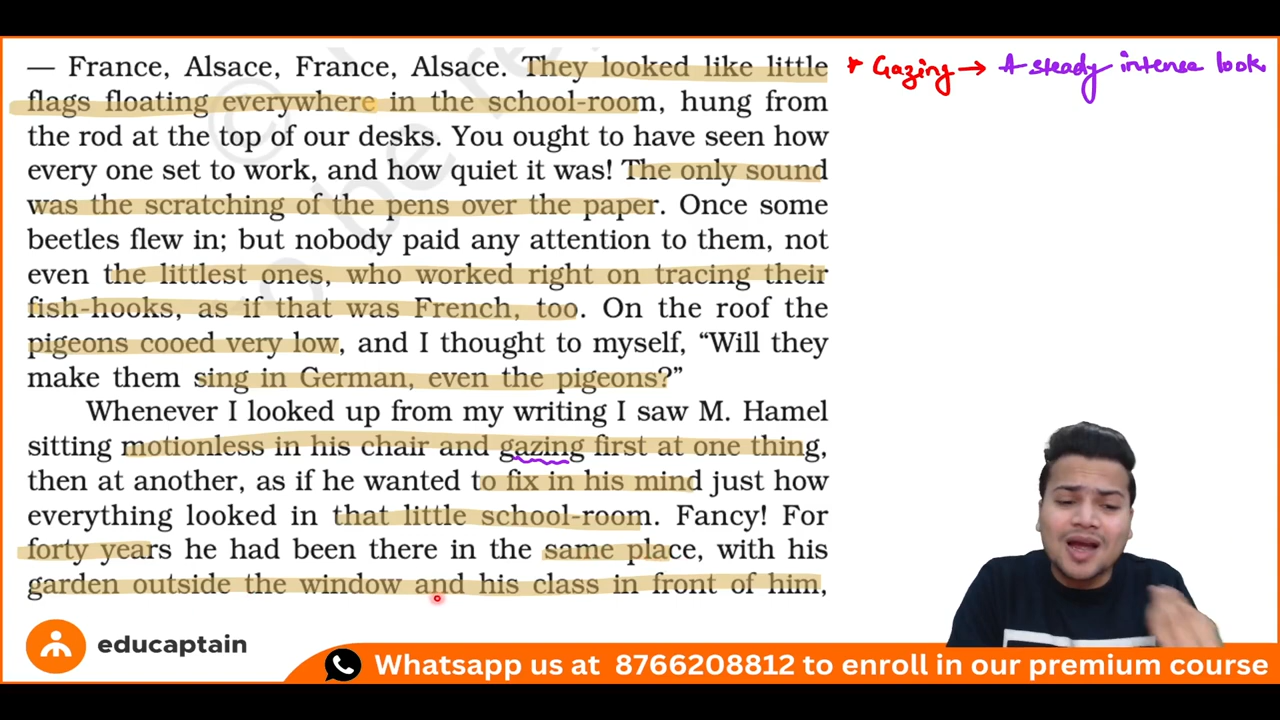 — France, Alsace, France, Alsace. They looked like little
flags floating everywhere in the school-room, hung from
the rod at the top of our desks. You ought to have seen how
every one set to work, and how quiet it was! The only sound
was the scratching of the pens over the paper. Once some
beetles flew in; but nobody paid any attention to them, not
even the littlest ones, who worked right on tracing their
fish-hooks, as if that was French, too. On the roof the
pigeons cooed very low, and I thought to myself, “Will they
make them sing in German, even the pigeons?”
Whenever I looked up from my writing I saw M. Hamel
sitting motionless in his chair and gazing first at one thing,
then at another, as if he wanted to fix in his mind just how
everything looked in that little school-room. Fancy! For
forty years he had been there in the same place, with his
garden outside the window and his class in front of him,
* Gazing → A steady intense look
educaptain
Whatsapp us at 8766208812 to enroll in our premium course